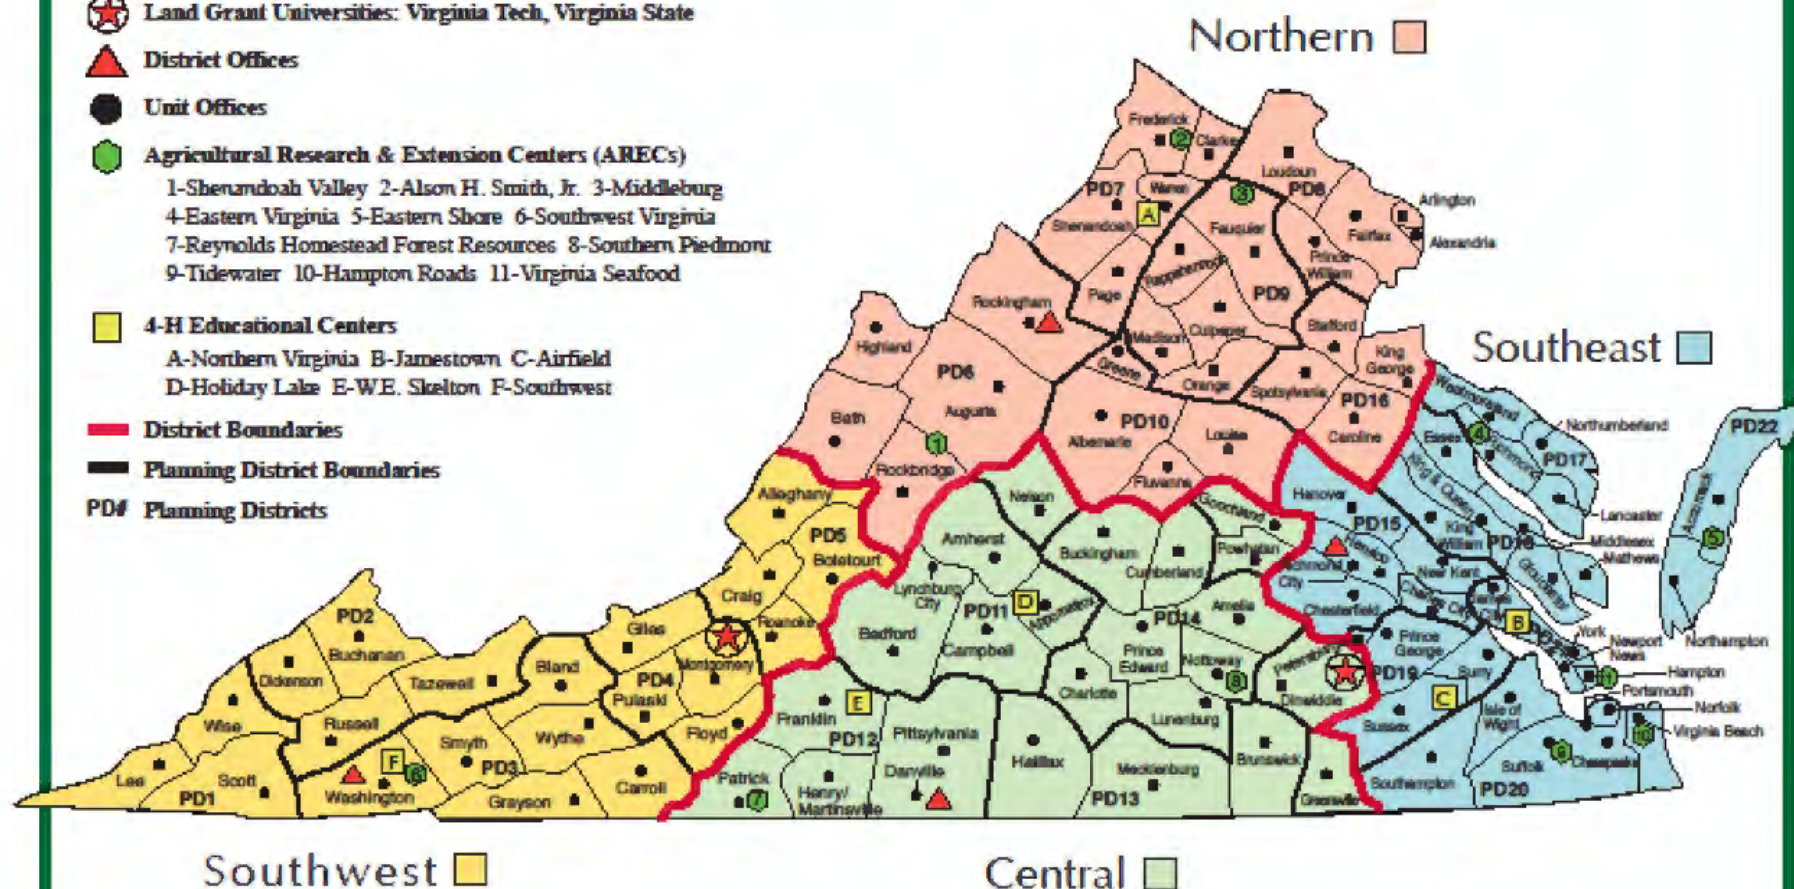 Land Grant Universities: Virginia Tech, Virginia State
District Offices
Unit Offices
Agricultural Research & Extension Centers (ARECs)
1-Shenandoah Valley 2-Alson H. Smith, Jr. 3-Middleburg
4-Eastern Virginia 5-Eastern Shore 6-Southwest Virginia
7-Reynolds Homestead Forest Resources 8-Southern Piedmont
9-Tidewater 10-Hampton Roads 11-Virginia Seafood
4-H Educational Centers
A-Northern Virginia B-Jamestown C-Airfield
D-Holiday Lake E-W.E. Skelton F-Southwest
District Boundaries
Planning District Boundaries
PD# Planning Districts
Northern
Frederick
2
Clarke
Loudoun
PD7
Warren
3
PD8
Arlington
A
Shenandoah
Fauquier
Fairfax
Alexandria
Prince
William
Rappahannock
Page
PD9
Rockingham
Culpeper
Madison
Stafford
Highland
Greene
King
George
Orange
Spotsylvania
PD6
PD16
Augusta
Bath
PD10
Albemarle
Louisa
Caroline
1
Rockbridge
Fluvanna
Southeast
Westmoreland
Northumberland
Essex
4
Richmond
PD17
PD22
King & Queen
Lancaster
Accomack
5
Hanover
PD15
King
William
PD18
Middlesex
Mathews
Henrico
Richmond
City
New Kent
Gloucester
Charles City
James
City
Chesterfield
B
York
Newport
News
Northampton
Prince
George
Surry
Hampton
11
PD19
C
Portsmouth
Norfolk
Isle of
Wight
Sussex
Virginia Beach
10
9
Suffolk
Chesapeake
Southampton
PD20
Alleghany
PD5
Botetourt
Craig
Roanoke
PD2
Buchanan
Giles
Dickenson
Tazewell
Bland
PD4
Montgomery
Pulaski
Wise
Russell
Smyth
Wythe
Floyd
Lee
Scott
PD1
F
6
Washington
PD3
Grayson
Carroll
Southwest
Nelson
Goochland
Amherst
Buckingham
Powhatan
Cumberland
Lynchburg
City
PD11
D
Appomattox
PD14
Amelia
Bedford
Campbell
Prince
Edward
Nottoway
8
Petersburg
Charlotte
Dinwiddie
Franklin
E
Lunenburg
PD12
Pittsylvania
Halifax
Brunswick
Patrick
7
Henry/
Martinsville
Danville
Mecklenburg
PD13
Greensville
Central